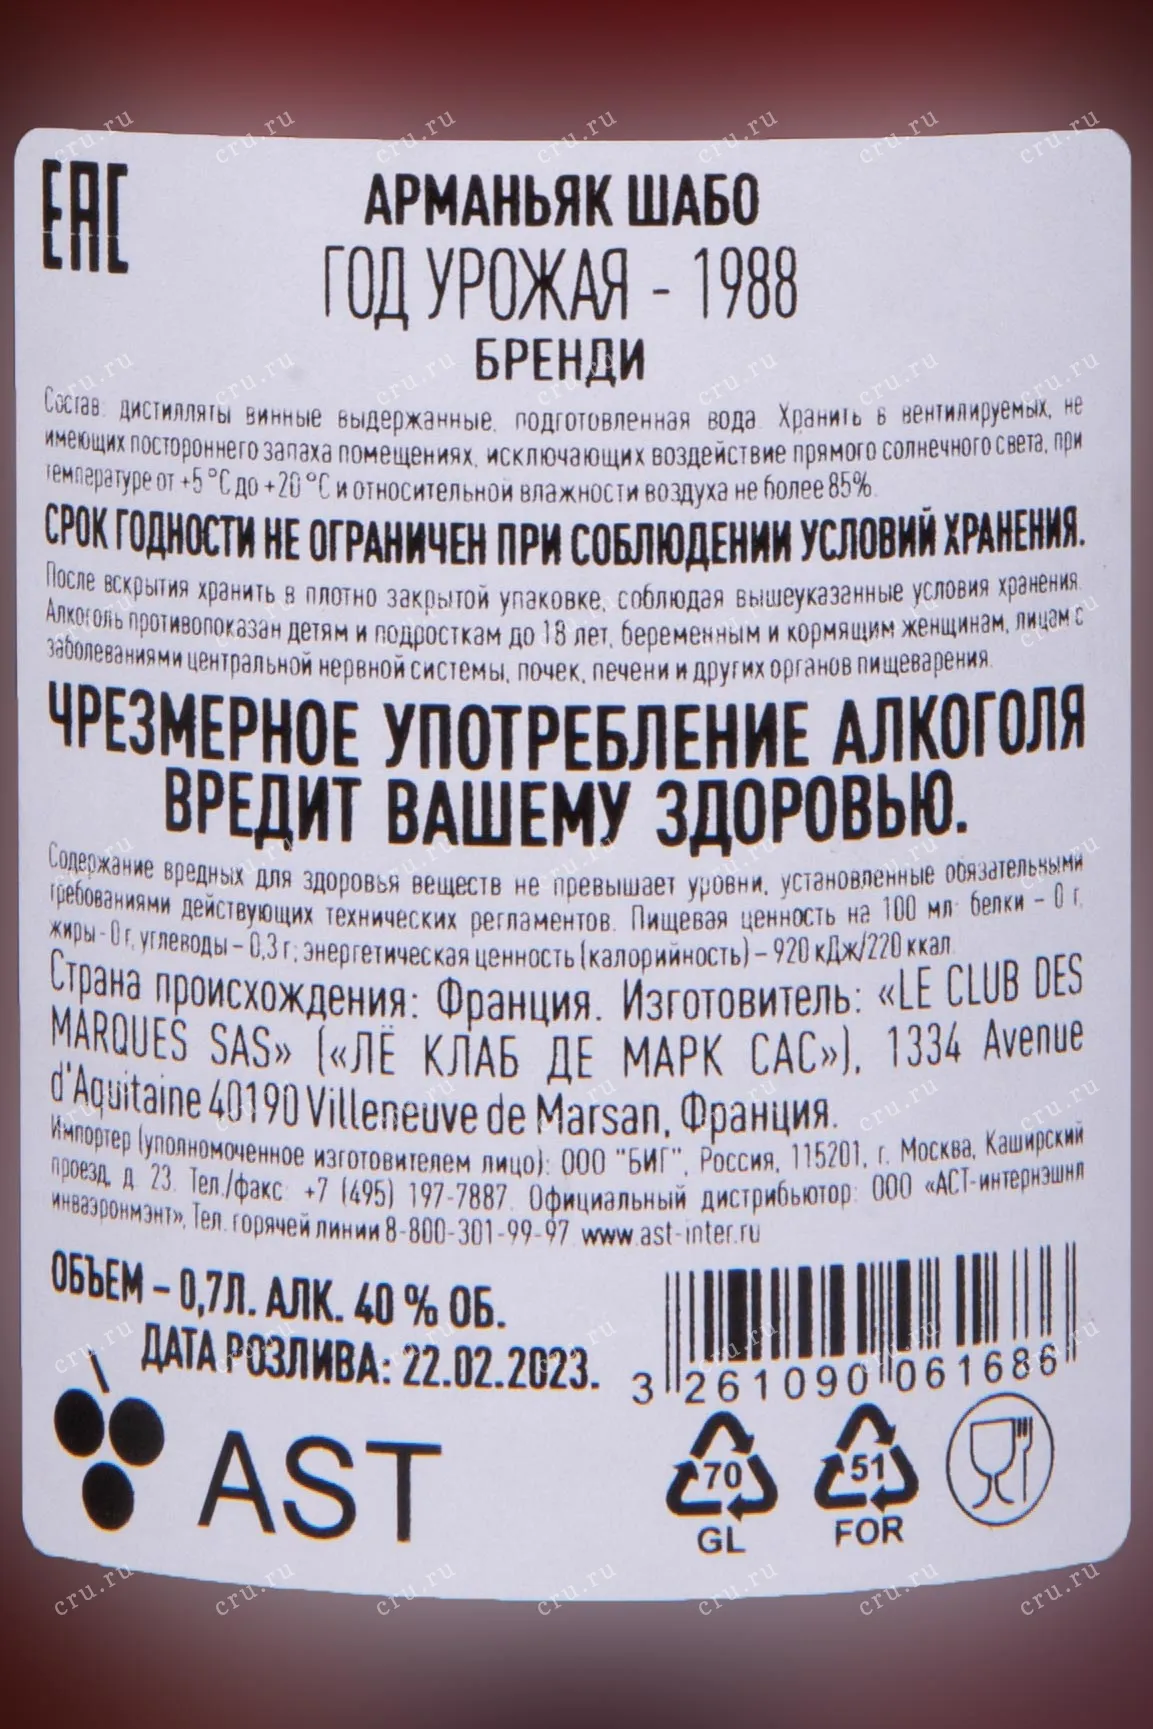 EAC
АРМАНЬЯК ШАБО
ГОД УРОЖАЯ - 1988
БРЕНДИ
Состав: дистилляты винные выдержанные, подготовленная вода. Хранить в вентилируемых, не
имеющих постороннего запаха помещениях, исключающих воздействие прямого солнечного света, при
температуре от +5 °С до +20 °С и относительной влажности воздуха не более 85%.
СРОК ГОДНОСТИ НЕ ОГРАНИЧЕН ПРИ СОБЛЮДЕНИИ УСЛОВИЙ ХРАНЕНИЯ.
После вскрытия хранить в плотно закрытой упаковке, соблюдая вышеуказанные условия хранения.
Алкоголь противопоказан детям и подросткам до 18 лет, беременным и кормящим женщинам, лицам с
заболеваниями центральной нервной системы, почек, печени и других органов пищеварения.
ЧРЕЗМЕРНОЕ УПОТРЕБЛЕНИЕ АЛКОГОЛЯ
ВРЕДИТ ВАШЕМУ ЗДОРОВЬЮ.
Содержание вредных для здоровья веществ не превышает уровни, установленные обязательными
требованиями действующих технических регламентов. Пищевая ценность на 100 мл: белки – 0 г,
жиры - 0 г, углеводы – 0,3 г; энергетическая ценность (калорийность) – 920 кДж/220 ккал.
Страна происхождения: Франция. Изготовитель: «LE CLUB DES
MARQUES SAS» («ЛЁ КЛАБ ДЕ МАРК САС»), 1334 Avenue
d'Aquitaine 40190 Villeneuve de Marsan, Франция.
Импортер (уполномоченное изготовителем лицо): ООО "БИГ", Россия, 115201, г. Москва, Каширский
проезд, д. 23. Тел./факс: +7 (495) 197-7887. Официальный дистрибьютор: ООО «АСТ-интернэшнл
инваэронмэнт», Тел. горячей линии 8-800-301-99-97. www.ast-inter.ru
ОБЪЕМ – 0,7Л. АЛК. 40 % ОБ.
ДАТА РОЗЛИВА: 22.02.2023.
3 261090 061686
AST
70
GL
51
FOR
cru.ru